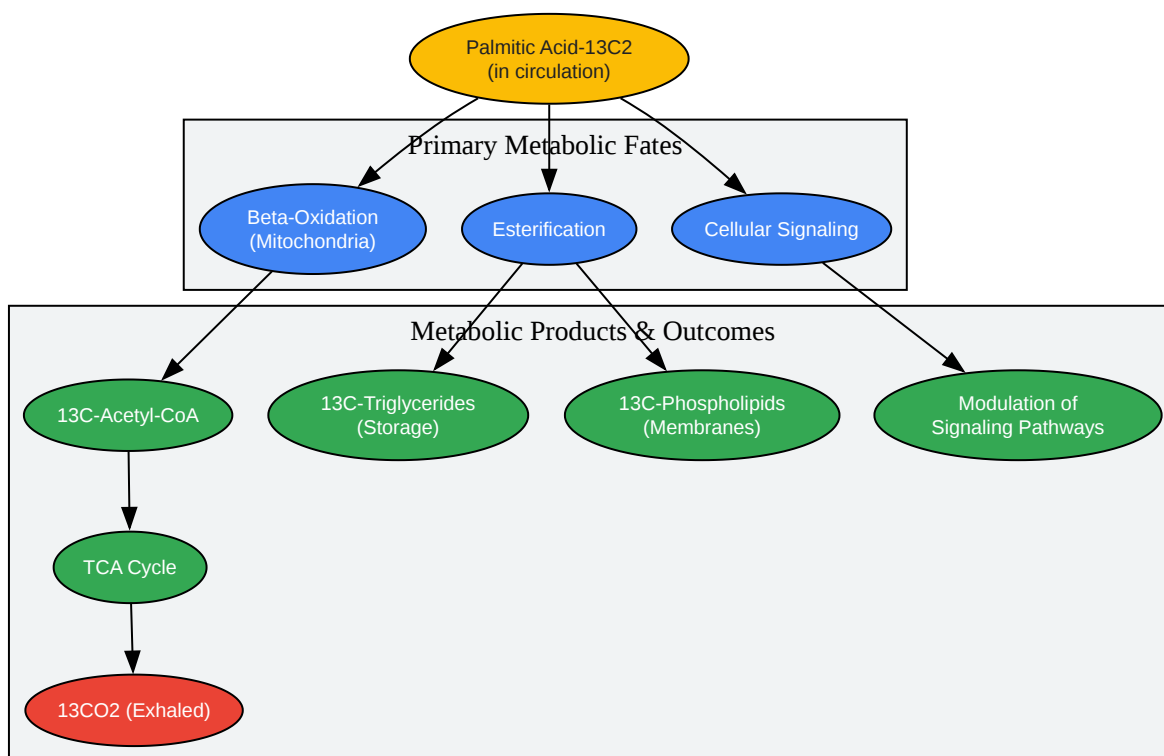 Palmitic Acid-13C2
(in circulation)
Primary Metabolic Fates
Beta-Oxidation
(Mitochondria)
Esterification
Cellular Signaling
Metabolic Products & Outcomes
13C-Acetyl-CoA
13C-Triglycerides
(Storage)
13C-Phospholipids
(Membranes)
Modulation of
Signaling Pathways
TCA Cycle
13CO2 (Exhaled)